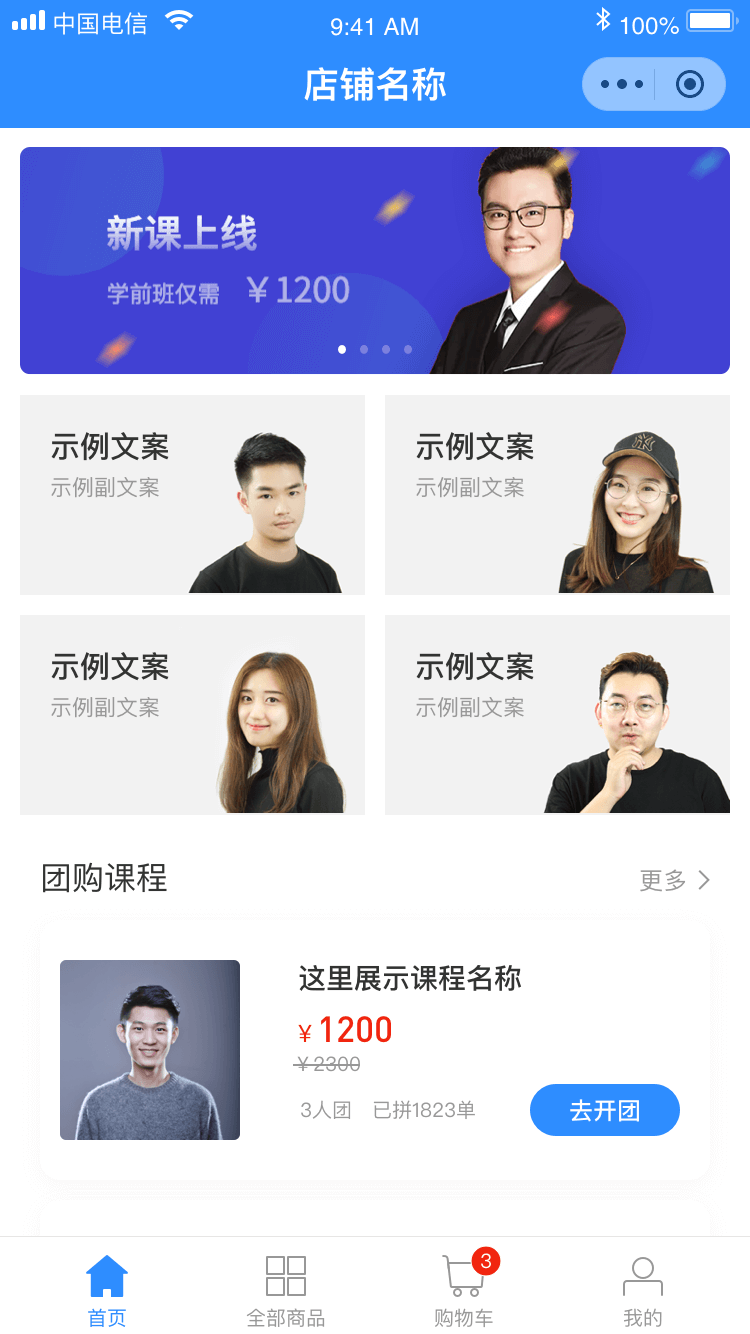 中国电信
9:41 AM
100%
店铺名称
新课上线
学前班仅需 ￥1200
示例文案
示例副文案
示例文案
示例副文案
示例文案
示例副文案
示例文案
示例副文案
团购课程
更多
这里展示课程名称
￥1200
￥2300
3人团 已拼1823单
去开团
3
首页
全部商品
购物车
我的